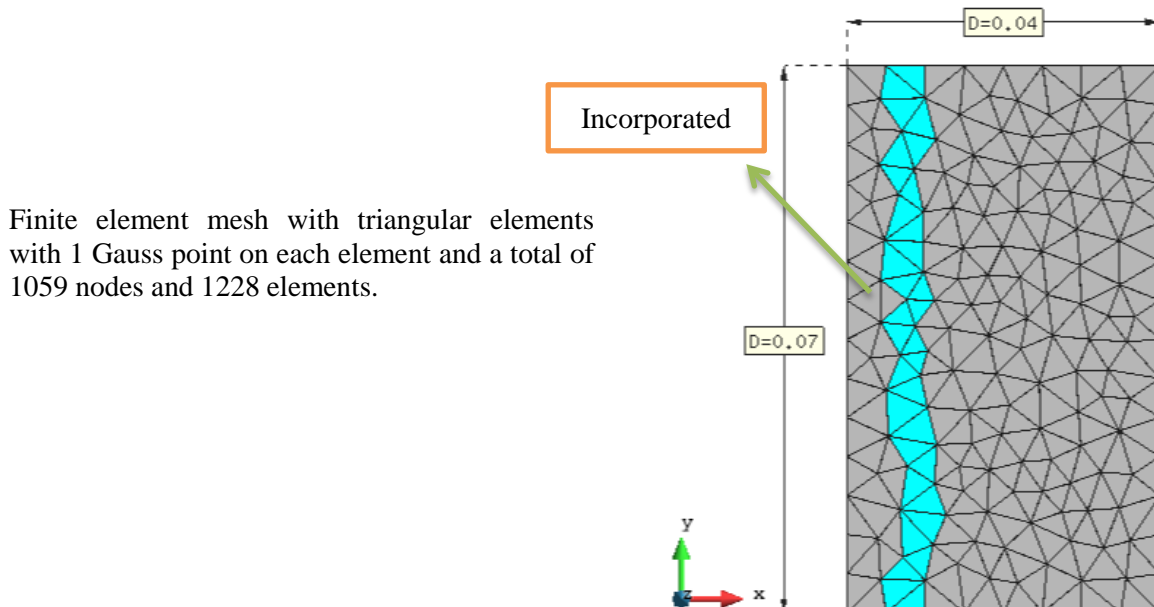 D=0.04
Incorporated
Finite element mesh with triangular elements
with 1 Gauss point on each element and a total of
1059 nodes and 1228 elements.
D=0.07
y
z
x